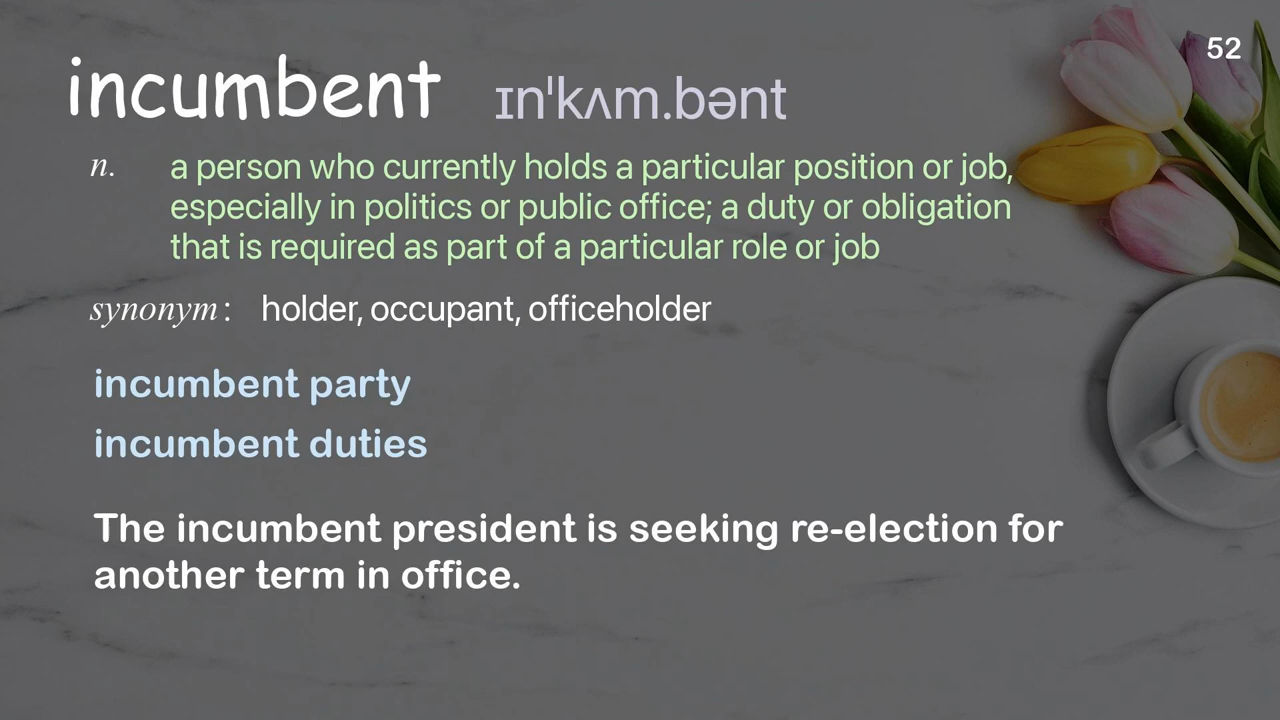 52
incumbent ɪnˈkʌm.bənt
n. a person who currently holds a particular position or job,
especially in politics or public office; a duty or obligation
that is required as part of a particular role or job
synonym: holder, occupant, officeholder
incumbent party
incumbent duties
The incumbent president is seeking re-election for
another term in office.